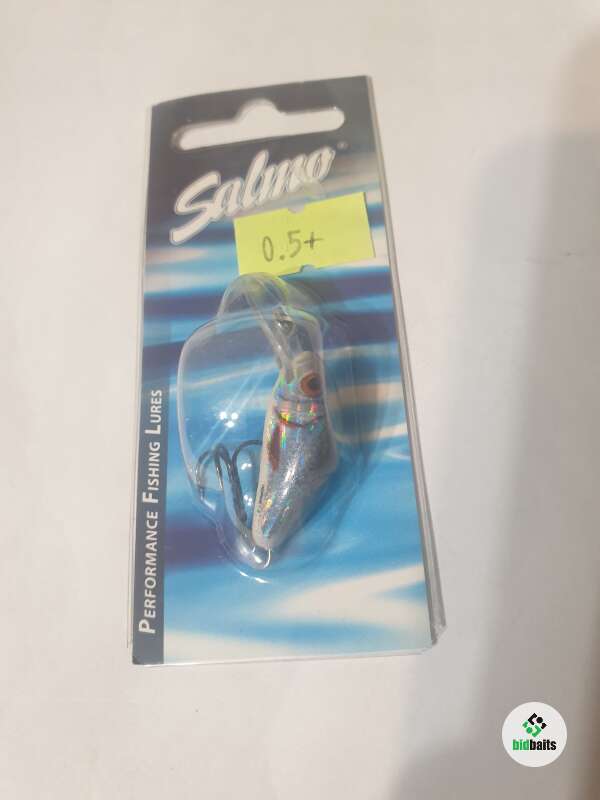 Salmo®
0.5+
PERFORMANCE FISHING LURES
bidbaits